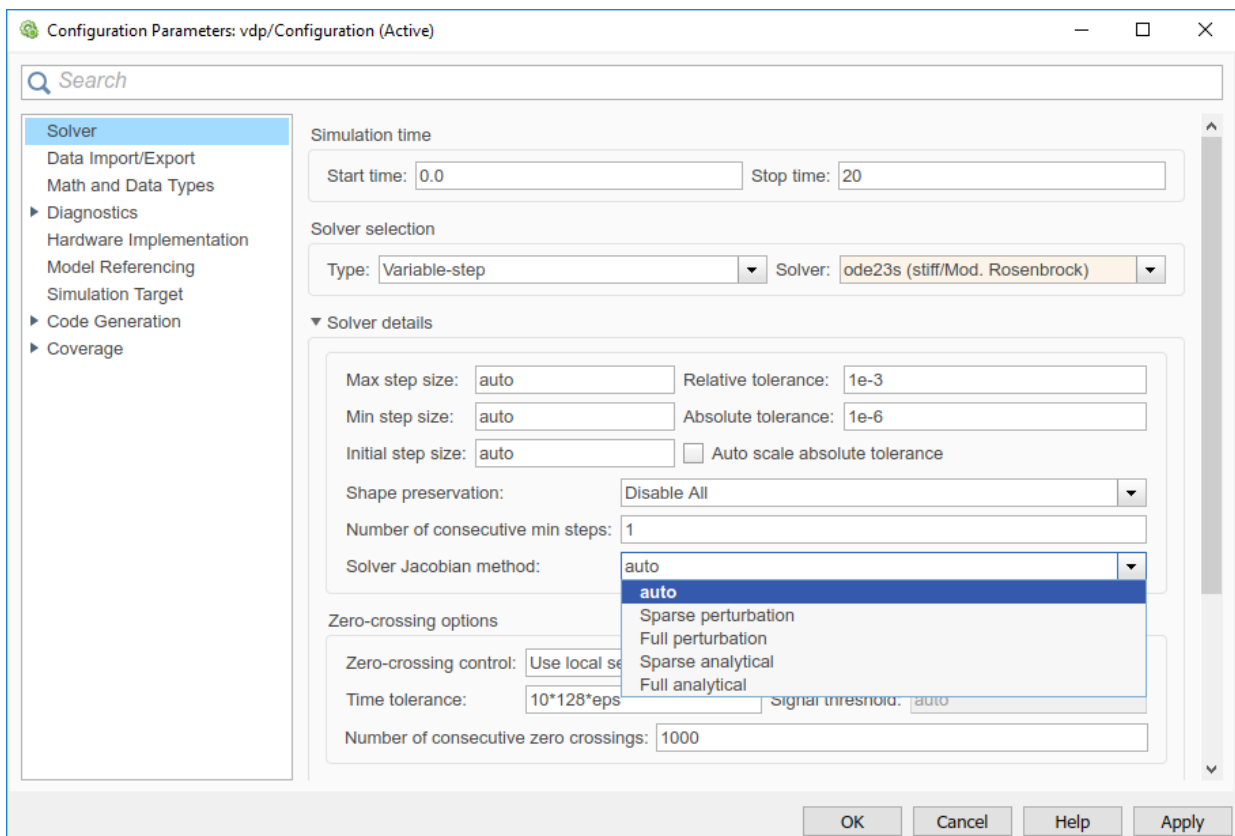 Configuration Parameters: vdp/Configuration (Active)
Search
Solver
Data Import/Export
Math and Data Types
Diagnostics
Hardware Implementation
Model Referencing
Simulation Target
Code Generation
Coverage
Simulation time
Start time: 0.0 Stop time: 20
Solver selection
Type: Variable-step Solver: ode23s (stiff/Mod. Rosenbrock)
Solver details
Max step size: auto Relative tolerance: 1e-3
Min step size: auto Absolute tolerance: 1e-6
Initial step size: auto Auto scale absolute tolerance
Shape preservation: Disable All
Number of consecutive min steps: 1
Solver Jacobian method: auto
auto
Sparse perturbation
Full perturbation
Sparse analytical
Full analytical
Zero-crossing options
Zero-crossing control: Use local se
Time tolerance: 10*128*eps Signal threshold: auto
Number of consecutive zero crossings: 1000
OK Cancel Help Apply